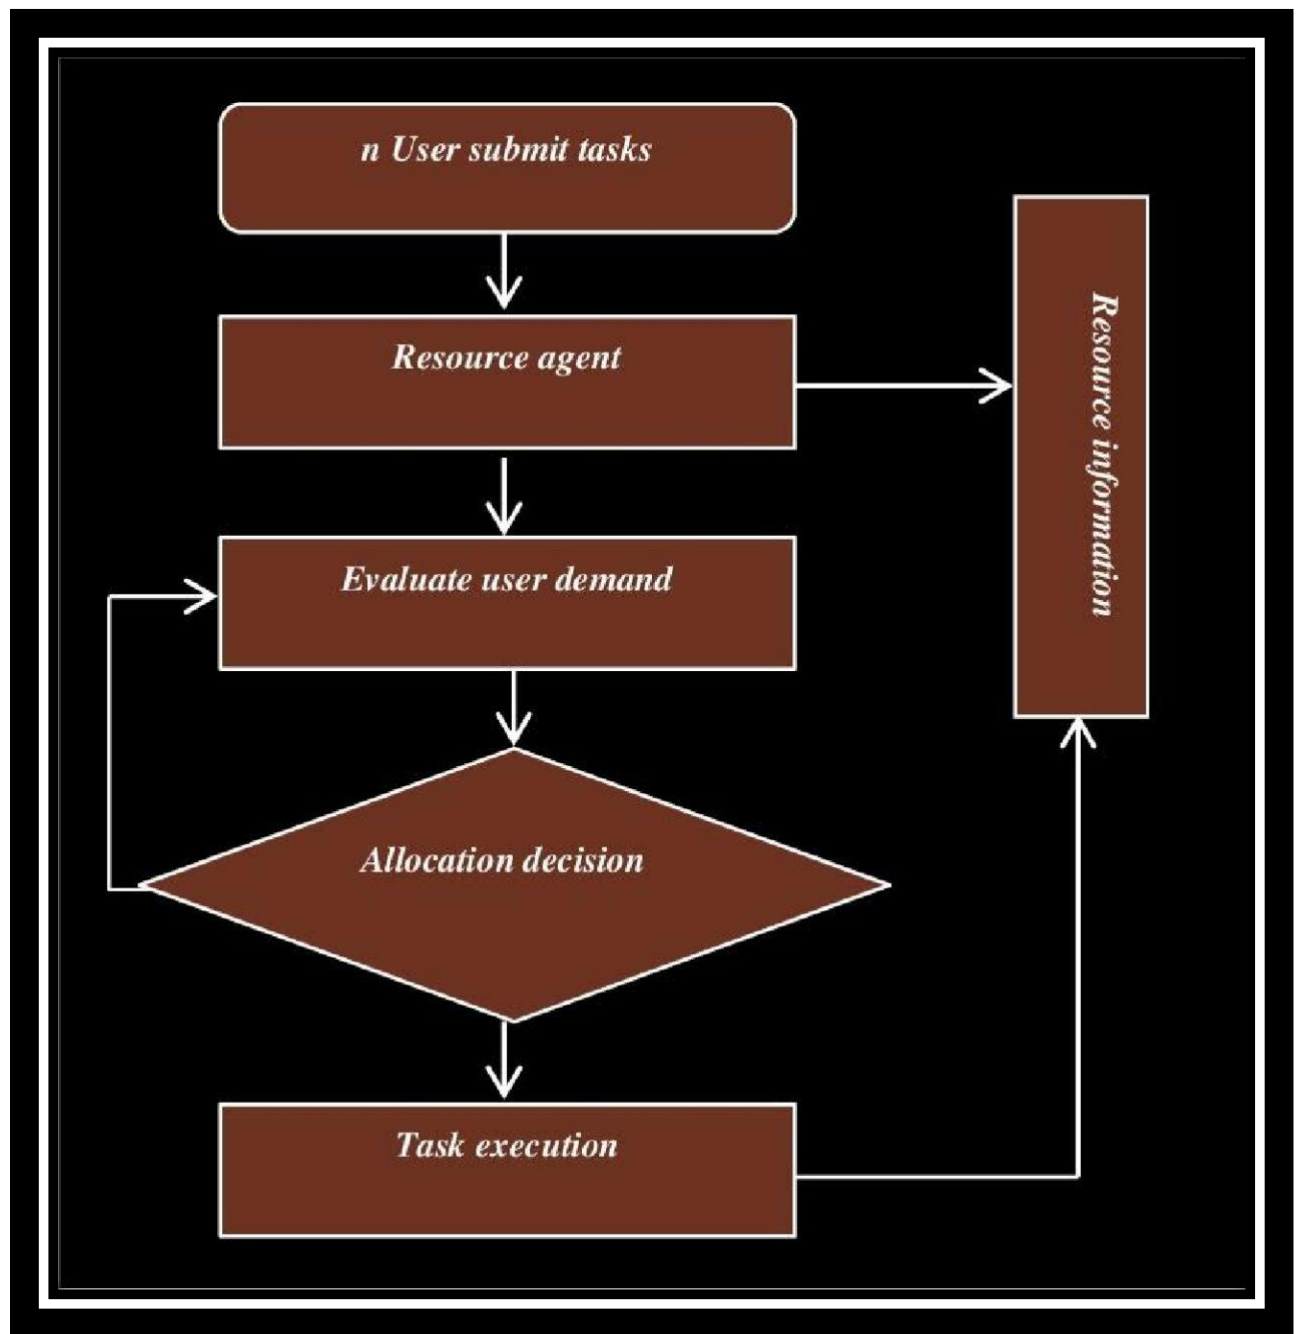 n User submit tasks
Resource agent
Resource information
Evaluate user demand
Allocation decision
Task execution